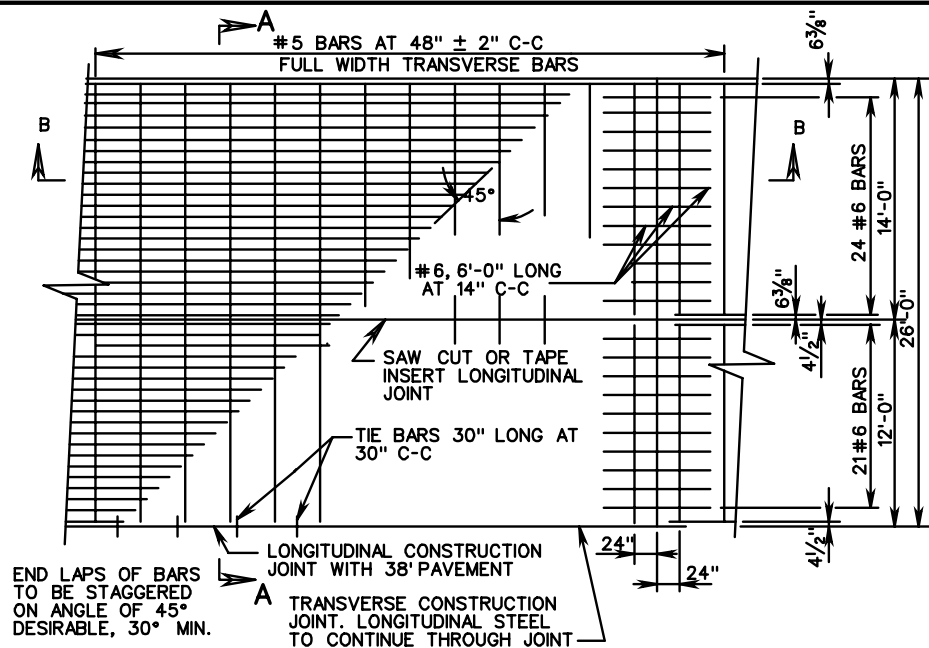 A
#5 BARS AT 48" ± 2" C-C
FULL WIDTH TRANSVERSE BARS
6⅜"
B
B
45°
24 #6 BARS
14'-0"
#6, 6'-0" LONG
AT 14" C-C
6⅜"
26'-0"
4½"
SAW CUT OR TAPE
INSERT LONGITUDINAL
JOINT
21 #6 BARS
12'-0"
TIE BARS 30" LONG AT
30" C-C
4½"
24"
24"
LONGITUDINAL CONSTRUCTION
JOINT WITH 38' PAVEMENT
END LAPS OF BARS
TO BE STAGGERED
ON ANGLE OF 45°
DESIRABLE, 30° MIN.
A
TRANSVERSE CONSTRUCTION
JOINT. LONGITUDINAL STEEL
TO CONTINUE THROUGH JOINT